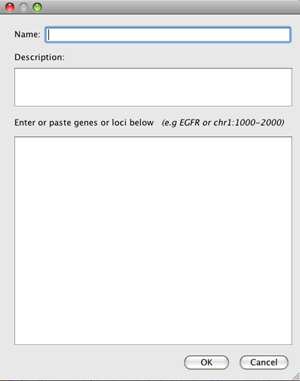 Name:
Description:
Enter or paste genes or loci below (e.g EGFR or chr1:1000-2000)
OK Cancel